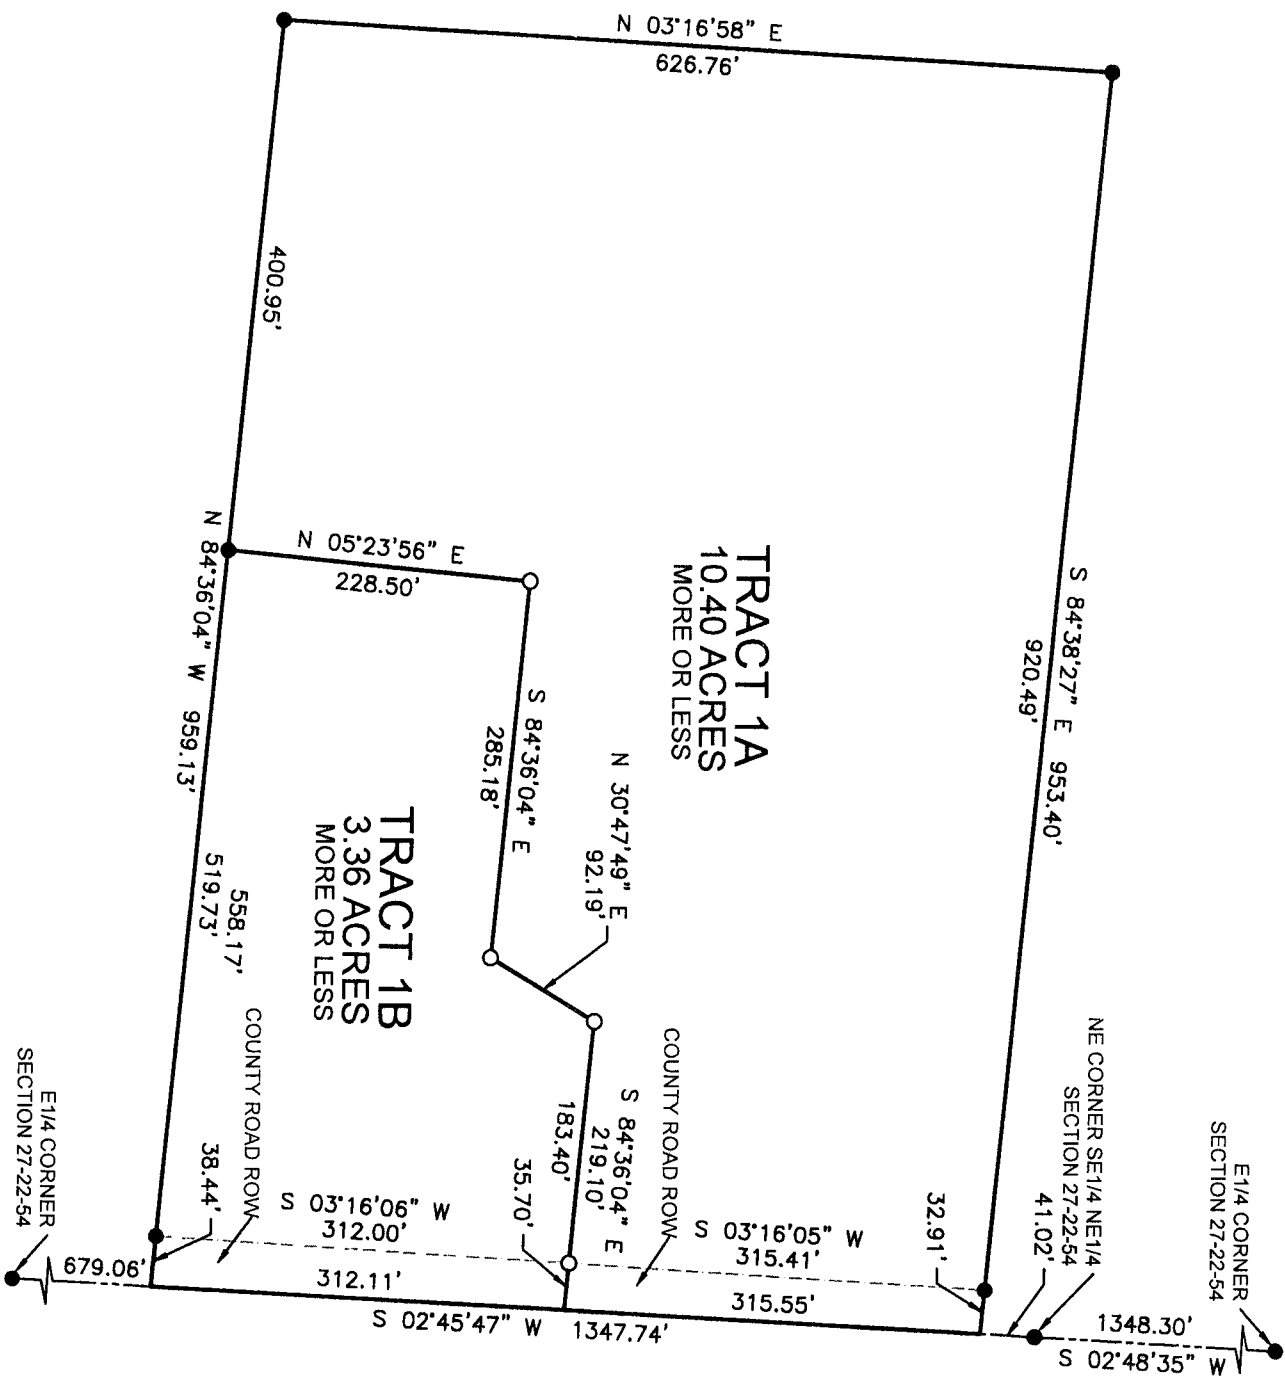 N 03°16'58" E
626.76'
S 84°38'27" E 953.40'
920.49'
400.95'
TRACT 1A
10.40 ACRES
MORE OR LESS
N 05°23'56" E
228.50'
S 84°36'04" E
285.18'
N 30°47'49" E
92.19'
N 84°36'04" W 959.13'
558.17'
519.73'
TRACT 1B
3.36 ACRES
MORE OR LESS
COUNTY ROAD ROW
COUNTY ROAD ROW
S 84°36'04" E
219.10'
183.40'
35.70'
38.44'
32.91'
41.02'
NE CORNER SE1/4 NE1/4
SECTION 27-22-54
E1/4 CORNER
SECTION 27-22-54
E1/4 CORNER
SECTION 27-22-54
S 03°16'06" W
312.00'
S 03°16'05" W
315.41'
679.06'
312.11'
315.55'
S 02°45'47" W 1347.74'
1348.30'
S 02°48'35" W